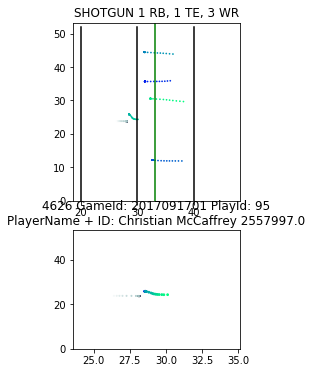 SHOTGUN 1 RB, 1 TE, 3 WR
50
40
30
20
10
0
20 30 40
4626 GameId: 2017091701 PlayId: 95
PlayerName + ID: Christian McCaffrey 2557997.0
40
20
0
25.0 27.5 30.0 32.5 35.0